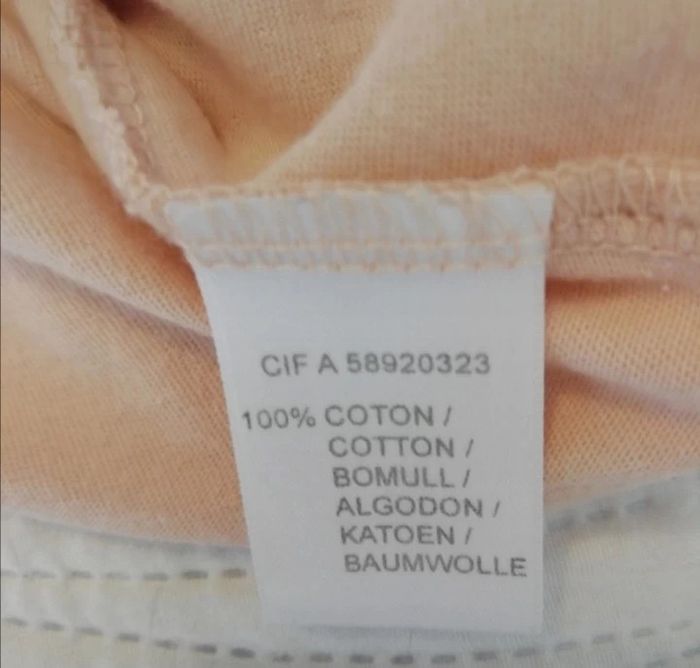 CIF A 58920323
100% COTON /
COTTON /
BOMULL /
ALGODON /
KATOEN /
BAUMWOLLE